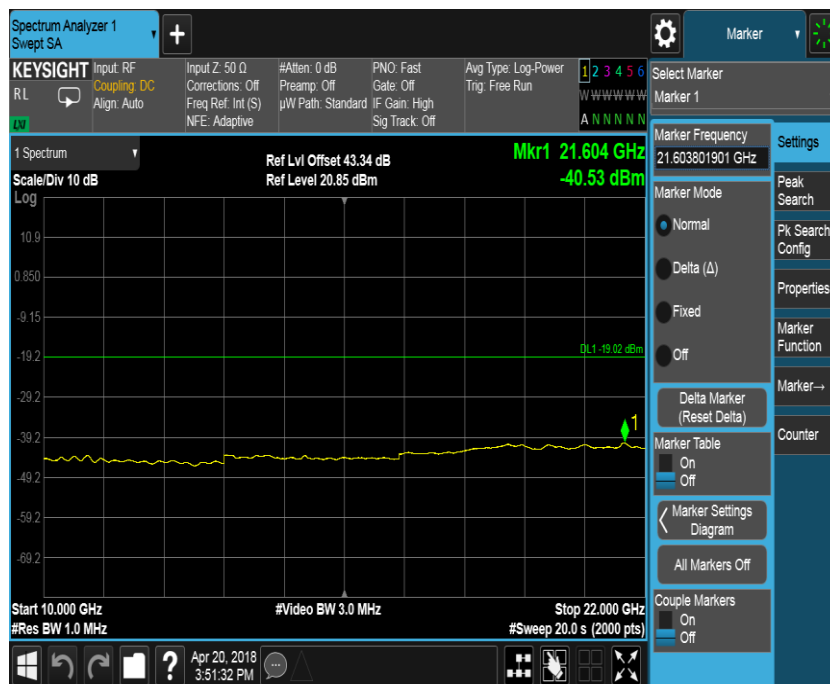 Spectrum Analyzer 1
Swept SA
+
Marker
KEYSIGHT
RL
LXI
Input: RF
Coupling: DC
Align: Auto
Input Z: 50 Ω
Corrections: Off
Freq Ref: Int (S)
NFE: Adaptive
#Atten: 0 dB
Preamp: Off
µW Path: Standard
PNO: Fast
Gate: Off
IF Gain: High
Sig Track: Off
Avg Type: Log-Power
Trig: Free Run
1 2 3 4 5 6
W W W W W W
A N N N N N
Select Marker
Marker 1
1 Spectrum
Scale/Div 10 dB
Log
Ref Lvl Offset 43.34 dB
Ref Level 20.85 dBm
Mkr1 21.604 GHz
-40.53 dBm
10.9
0.850
-9.15
-19.2
-29.2
-39.2
-49.2
-59.2
-69.2
DL1 -19.02 dBm
1
Start 10.000 GHz
#Res BW 1.0 MHz
#Video BW 3.0 MHz
Stop 22.000 GHz
#Sweep 20.0 s (2000 pts)
Marker Frequency
21.603801901 GHz
Marker Mode
Normal
Delta (Δ)
Fixed
Off
Delta Marker
(Reset Delta)
Marker Table
On
Off
Marker Settings
Diagram
All Markers Off
Couple Markers
On
Off
Settings
Peak
Search
Pk Search
Config
Properties
Marker
Function
Marker→
Counter
?
Apr 20, 2018
3:51:32 PM